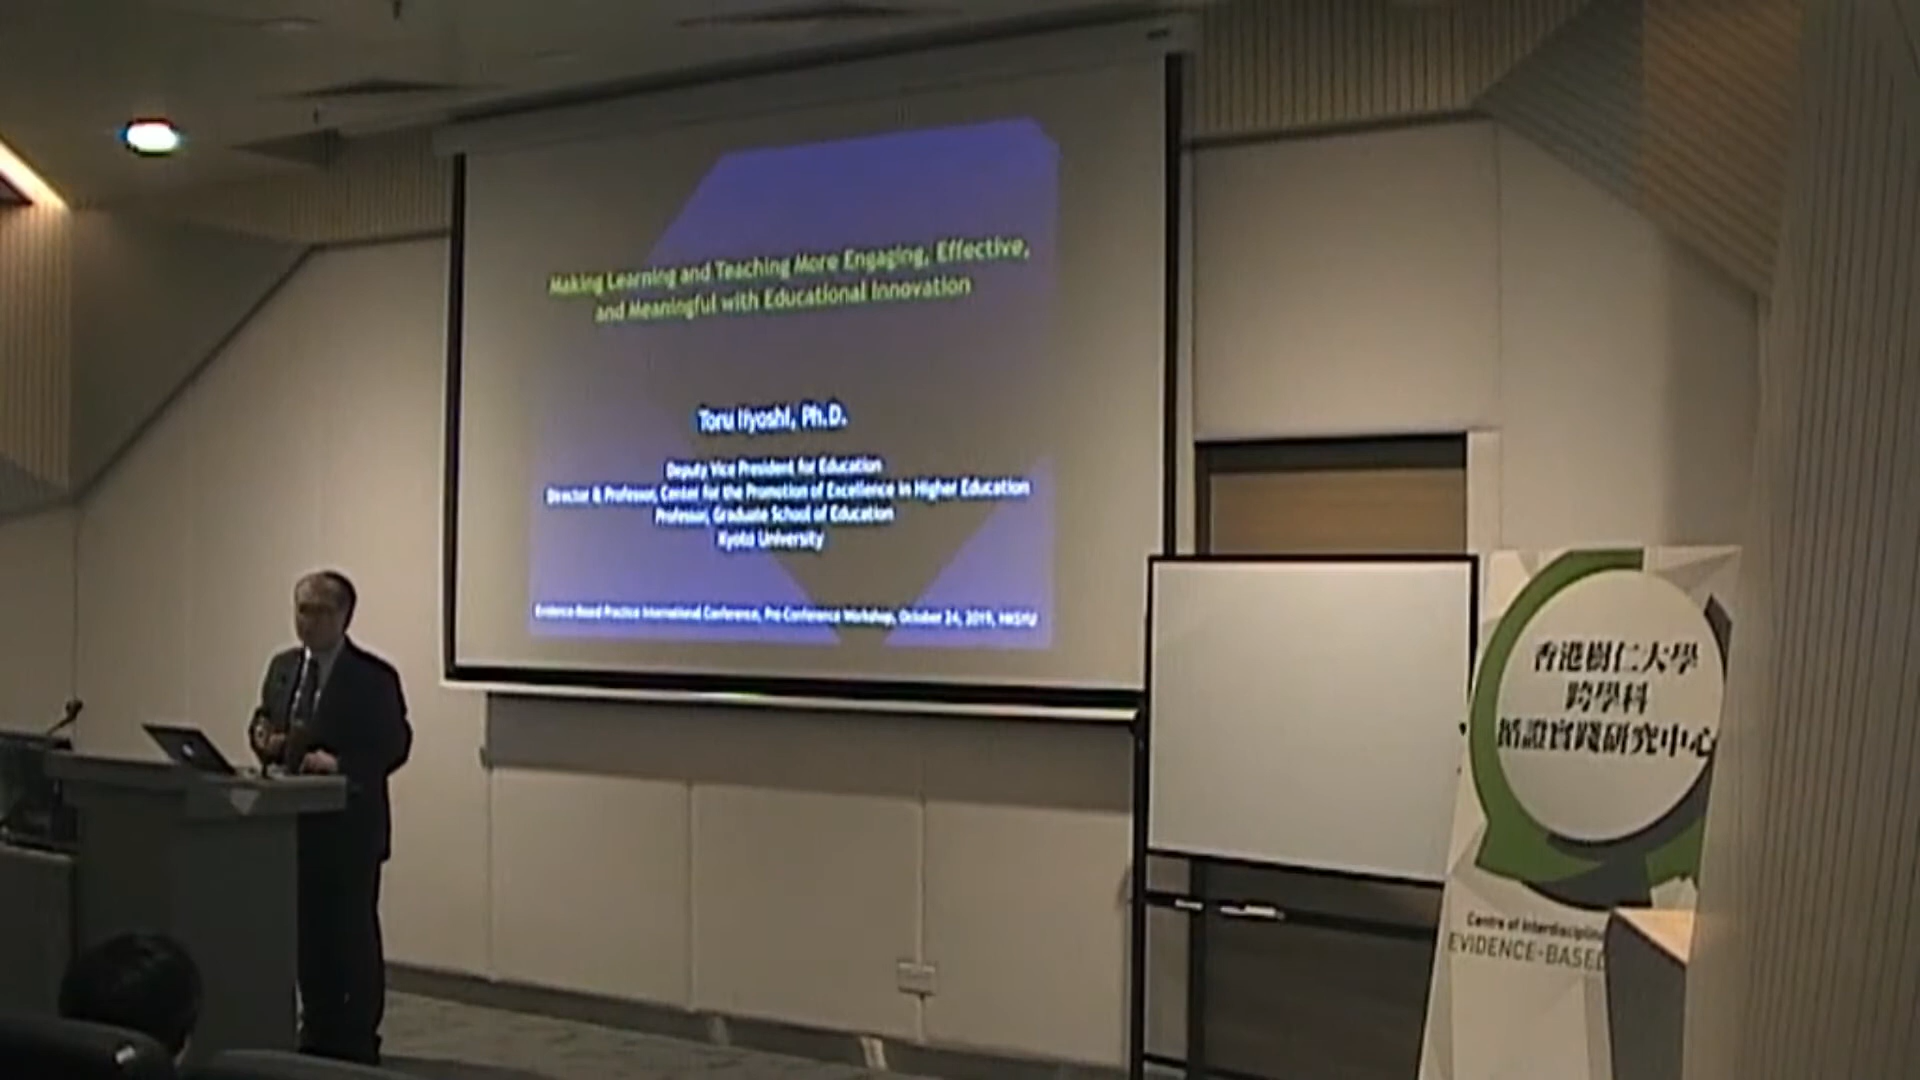 Making Learning and Teaching More Engaging, Effective,
and Meaningful with Educational Innovation
Toru Iiyoshi, Ph.D.
Deputy Vice President for Education
Director & Professor, Center for the Promotion of Excellence in Higher Education
Professor, Graduate School of Education
Kyoto University
Evidence-Based Practice International Conference, Pre-Conference Workshop, October 24, 2019, HKSYU
香港樹仁大學
跨學科
循證實踐研究中心
Centre of Interdisciplin
EVIDENCE-BASED